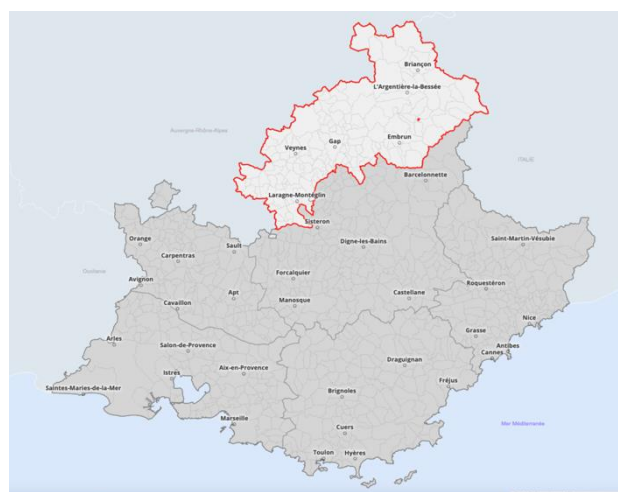 Briançon
L'Argentière-la-Bessée
Auvergne-Rhône-Alpes
Embrun
Gap
Veynes
ITALIE
Barcelonnette
Laragne-Montéglin
Sisteron
Orange
Sault
Digne-les-Bains
Saint-Martin-Vésubie
Carpentras
Occitanie
Forcalquier
Avignon
Roquestéron
Apt
Castellane
Manosque
Cavaillon
Nice
Grasse
Arles
Salon-de-Provence
Antibes
Cannes
Draguignan
Istres
Aix-en-Provence
Fréjus
Saintes-Maries-de-la-Mer
Brignoles
Marseille
Mer Méditerranée
Cuers
Toulon
Hyères